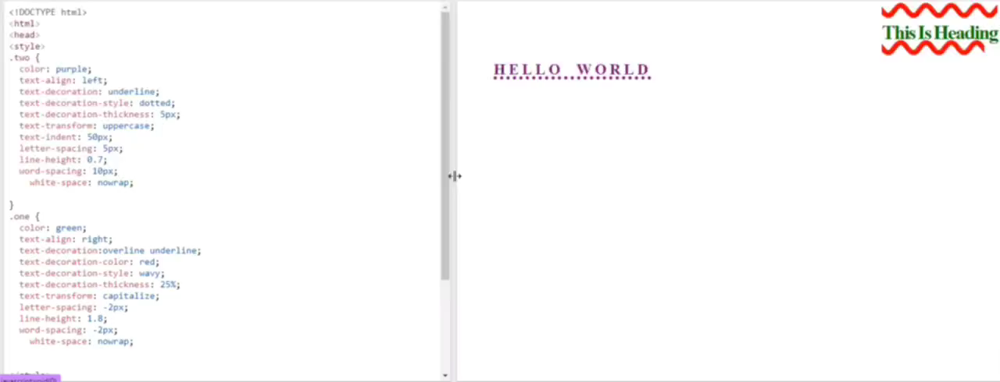 <!DOCTYPE html>
<html>
<head>
<style>
.two {
color: purple;
text-align: left;
text-decoration: underline;
text-decoration-style: dotted;
text-decoration-thickness: 5px;
text-transform: uppercase;
text-indent: 50px;
letter-spacing: 5px;
line-height: 0.7;
word-spacing: 10px;
white-space: nowrap;
}
.one {
color: green;
text-align: right;
text-decoration:overline underline;
text-decoration-color: red;
text-decoration-style: wavy;
text-decoration-thickness: 25%;
text-transform: capitalize;
letter-spacing: -2px;
line-height: 1.8;
word-spacing: -2px;
white-space: nowrap;
This Is Heading
HELLO WORLD